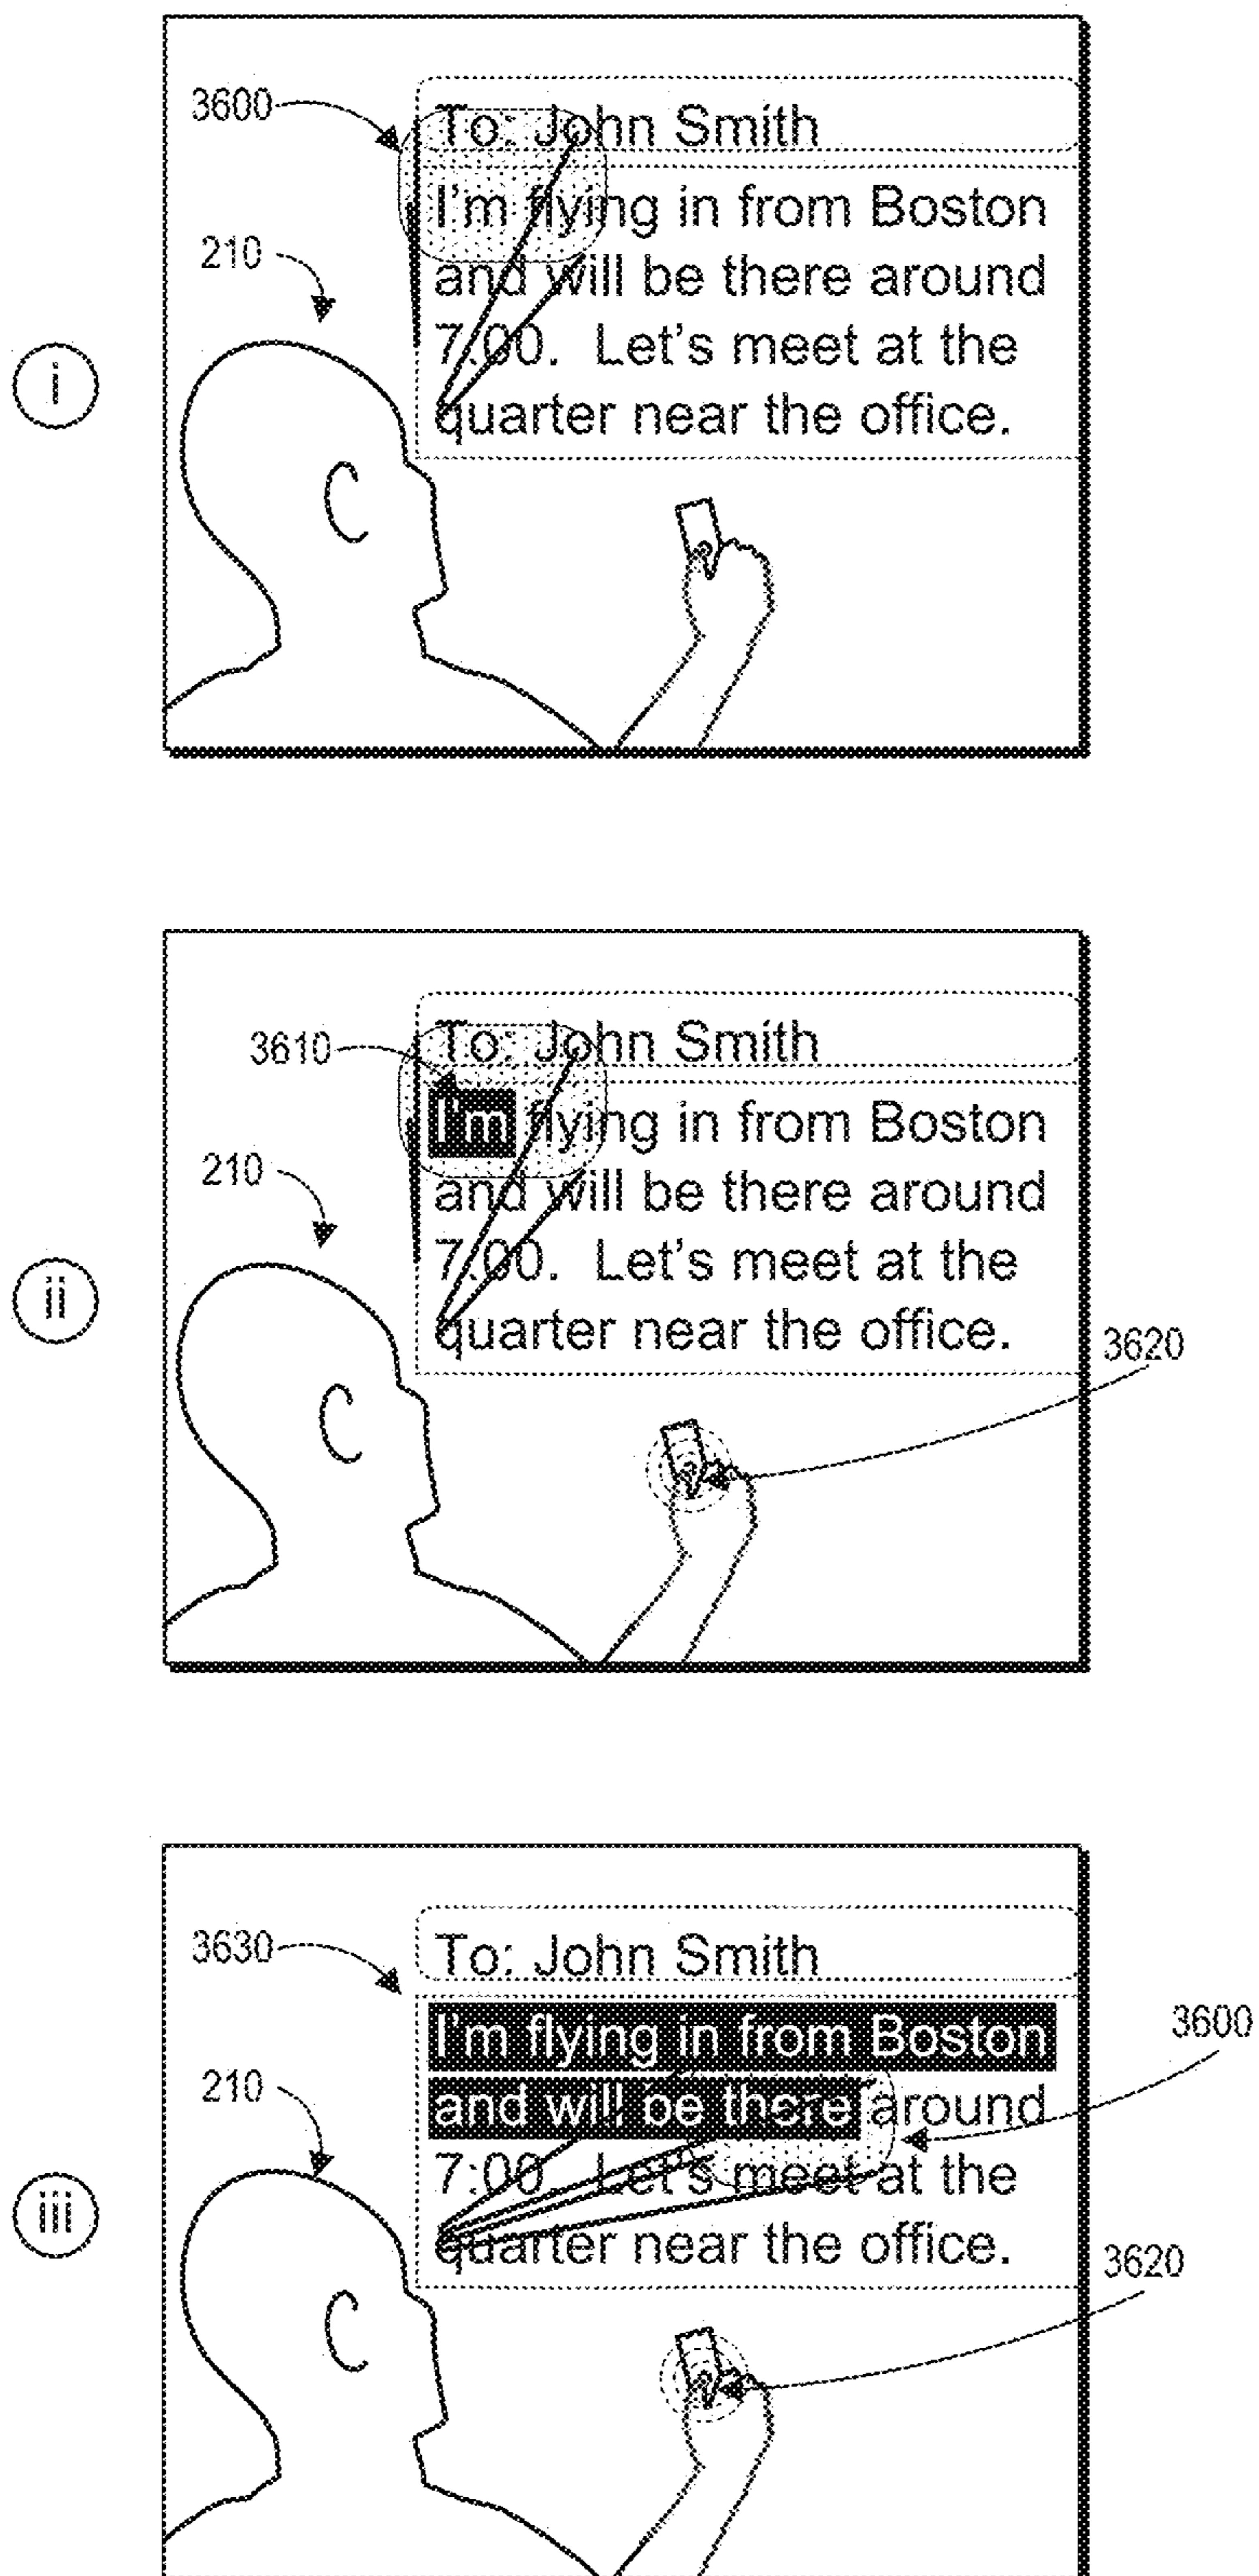 3600
To: John Smith
I'm flying in from Boston
210
and will be there around
i
7:00. Let's meet at the
quarter near the office.
3610
To: John Smith
I'm flying in from Boston
210
and will be there around
ii
7:00. Let's meet at the
quarter near the office.
3620
3630
To: John Smith
I'm flying in from Boston
3600
210
and will be there around
iii
7:00. Let's meet at the
quarter near the office.
3620